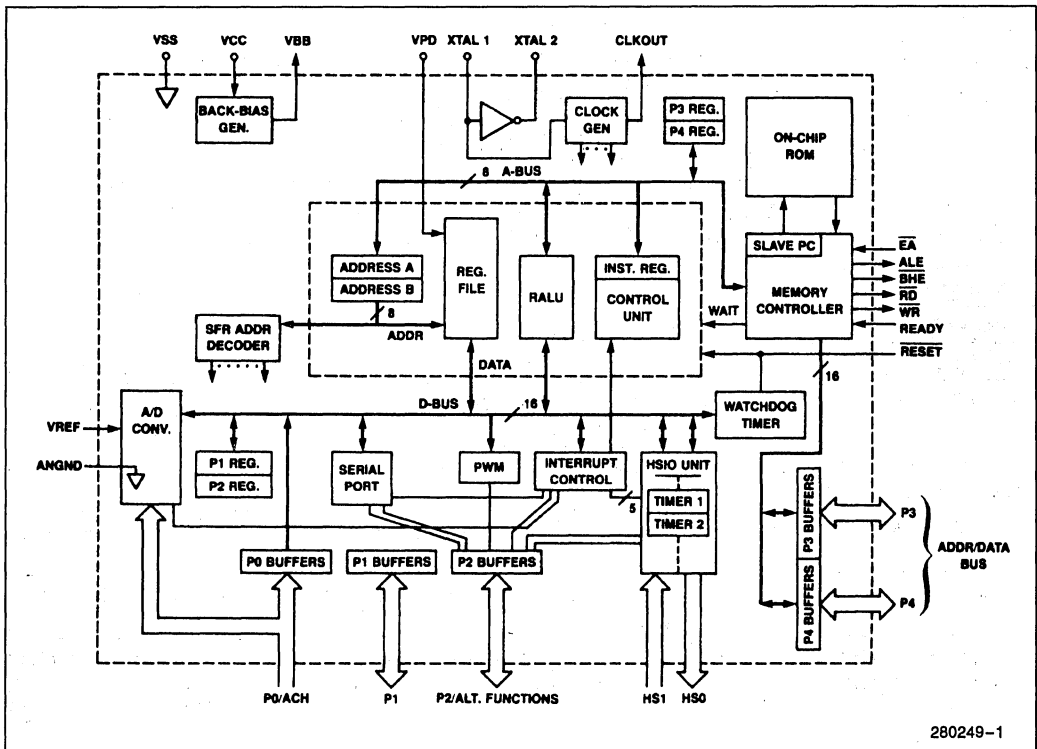 VSS
VCC
VBB
VPD
XTAL 1
XTAL 2
CLKOUT
BACK-BIAS
GEN.
CLOCK
GEN
P3 REG.
P4 REG.
ON-CHIP
ROM
8
A-BUS
SLAVE PC
MEMORY
CONTROLLER
EA
ALE
BHE
RD
WR
READY
RESET
ADDRESS A
ADDRESS B
REG.
FILE
RALU
INST. REG.
CONTROL
UNIT
WAIT
8
ADDR
SFR ADDR
DECODER
DATA
16
D-BUS
16
WATCHDOG
TIMER
A/D
CONV.
VREF
ANGND
P1 REG.
P2 REG.
SERIAL
PORT
PWM
INTERRUPT
CONTROL
HSIO UNIT
TIMER 1
TIMER 2
5
P0 BUFFERS
P1 BUFFERS
P2 BUFFERS
P3 BUFFERS
P4 BUFFERS
P3
P4
ADDR/DATA
BUS
P0/ACH
P1
P2/ALT. FUNCTIONS
HS1
HS0
280249-1